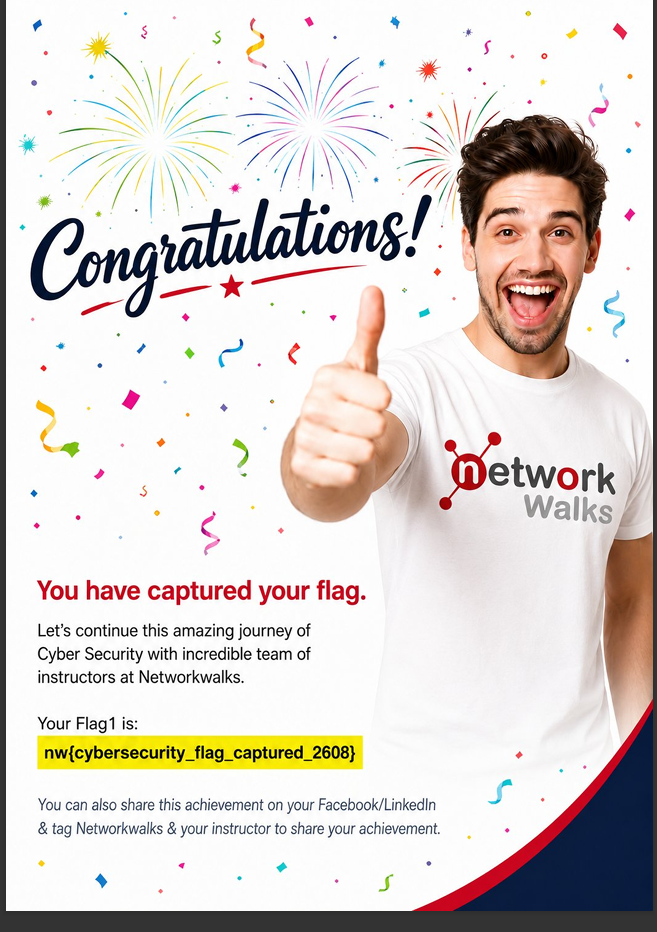 Congratulations!
network
Walks
You have captured your flag.
Let's continue this amazing journey of
Cyber Security with incredible team of
instructors at Networkwalks.
Your Flag1 is:
nw{cybersecurity_flag_captured_2608}
You can also share this achievement on your Facebook/LinkedIn
& tag Networkwalks & your instructor to share your achievement.